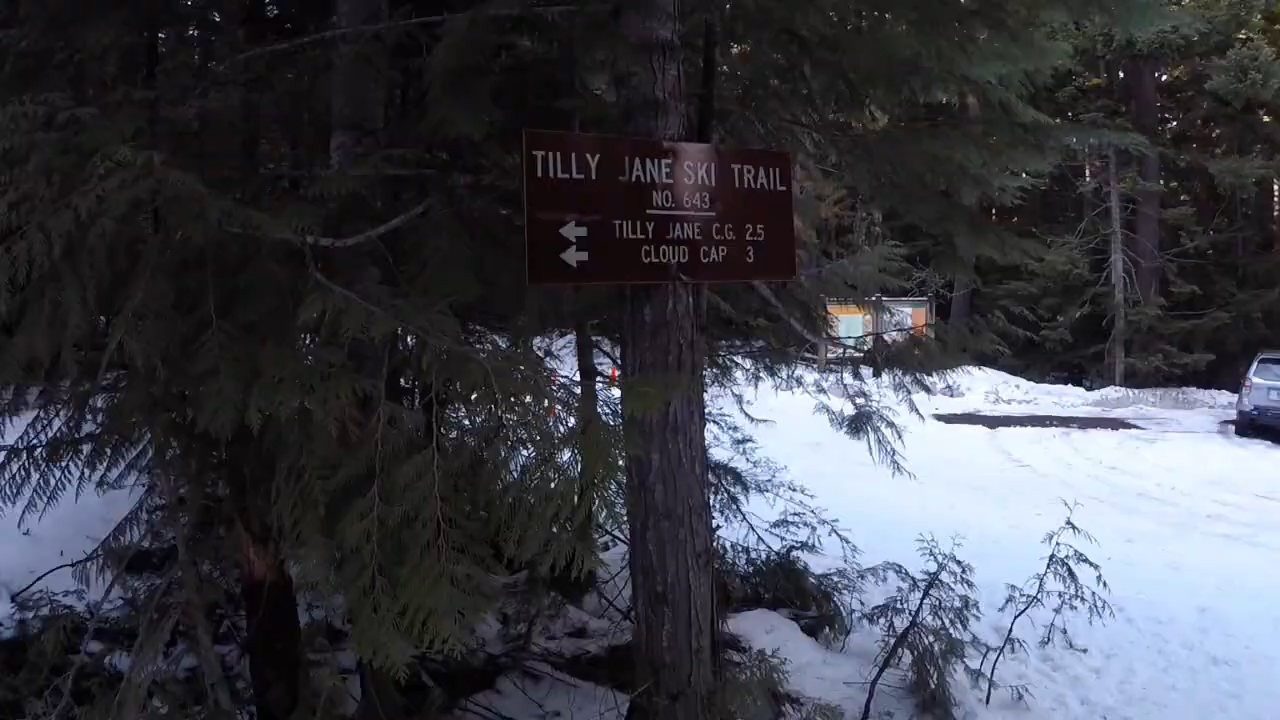 TILLY JANE SKI TRAIL
NO. 643
TILLY JANE C.G. 2.5
CLOUD CAP 3